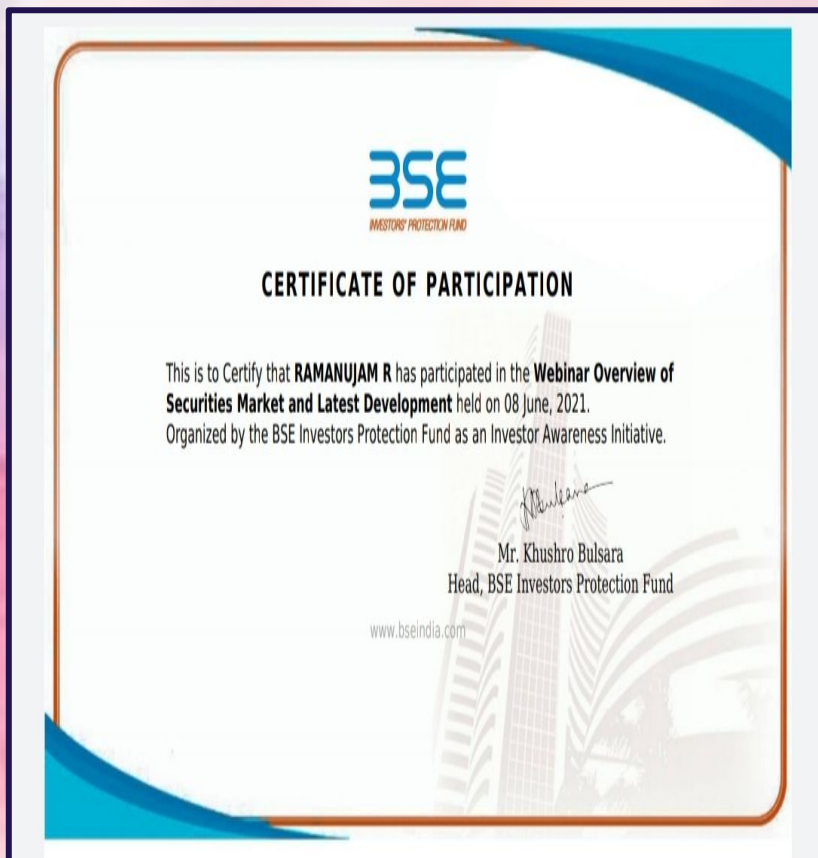 BSE
INVESTORS' PROTECTION FUND
CERTIFICATE OF PARTICIPATION
This is to Certify that RAMANUJAM R has participated in the Webinar Overview of
Securities Market and Latest Development held on 08 June, 2021.
Organized by the BSE Investors Protection Fund as an Investor Awareness Initiative.
Mr. Khushro Bulsara
Head, BSE Investors Protection Fund
www.bseindia.com